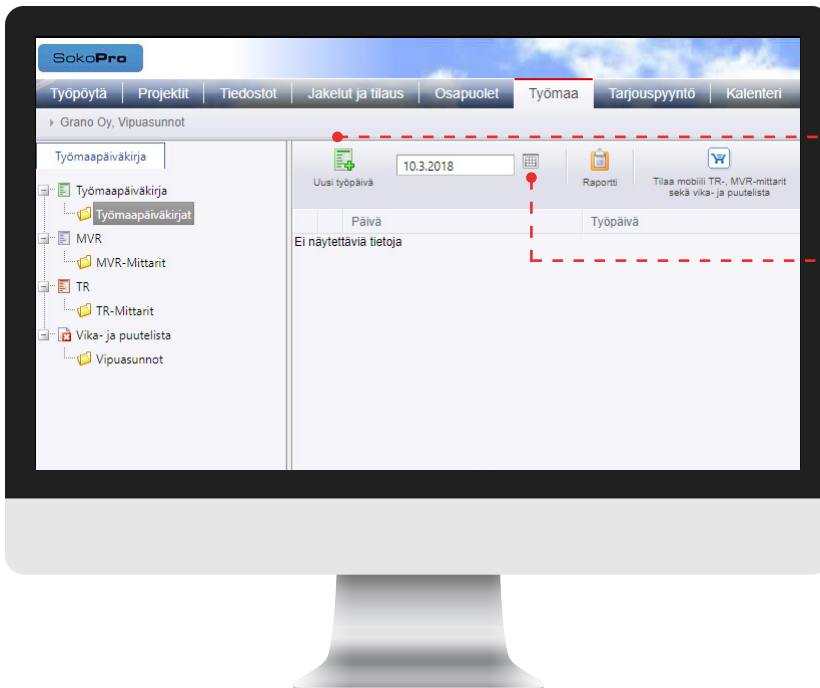 SokoPro
Työpöytä Projektit Tiedostot Jakelut ja tilaus Osapuolet Työmaa Tarjouspyyntö Kalenteri
Grano Oy, Vipuasunnot
Työmaapäiväkirja
Työmaapäiväkirja
Työmaapäiväkirjat
MVR
MVR-Mittarit
TR
TR-Mittarit
Vika- ja puutelista
Vipuasunnot
Uusi työpäivä
10.3.2018
Raportti
Tilaa mobiili TR-, MVR-mittarit
sekä vika- ja puutelista
Päivä Työpäivä
Ei näytettäviä tietoja